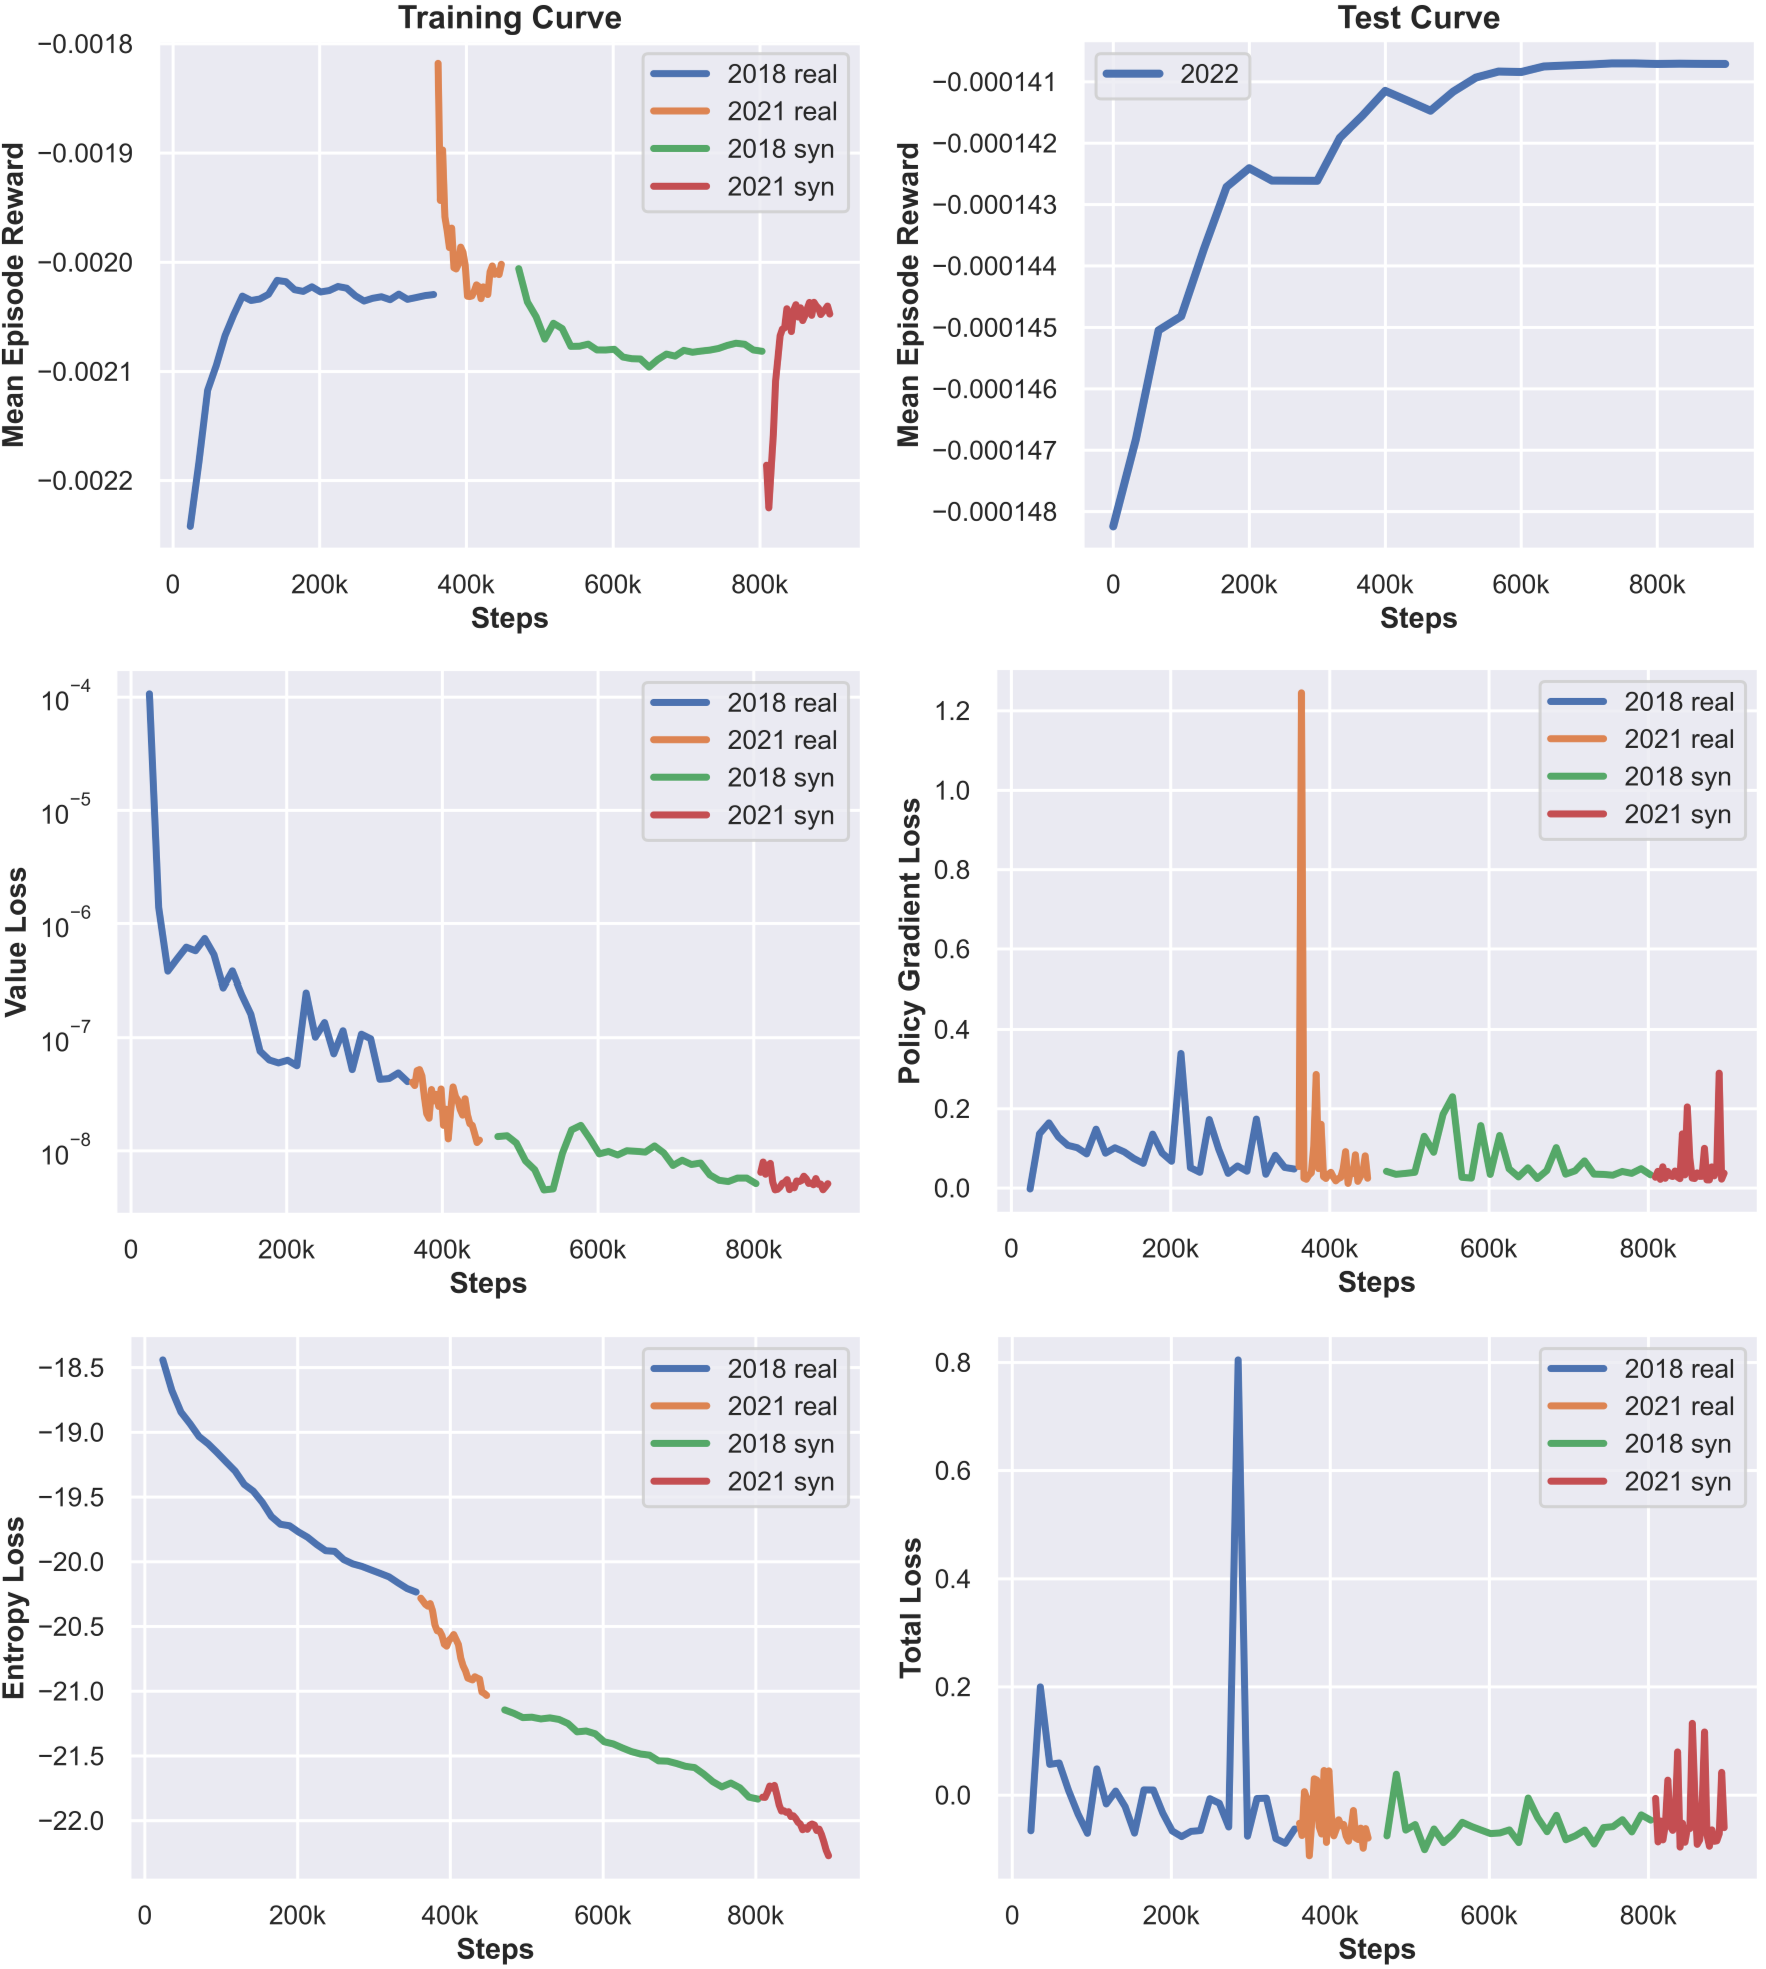 Training Curve
Mean Episode Reward
−0.0018
−0.0019
−0.0020
−0.0021
−0.0022
2018 real
2021 real
2018 syn
2021 syn
0 200k 400k 600k 800k
Steps
Test Curve
Mean Episode Reward
−0.000141
−0.000142
−0.000143
−0.000144
−0.000145
−0.000146
−0.000147
−0.000148
2022
0 200k 400k 600k 800k
Steps
Value Loss
10−4
10−5
10−6
10−7
10−8
2018 real
2021 real
2018 syn
2021 syn
0 200k 400k 600k 800k
Steps
Policy Gradient Loss
1.2
1.0
0.8
0.6
0.4
0.2
0.0
2018 real
2021 real
2018 syn
2021 syn
0 200k 400k 600k 800k
Steps
Entropy Loss
−18.5
−19.0
−19.5
−20.0
−20.5
−21.0
−21.5
−22.0
2018 real
2021 real
2018 syn
2021 syn
0 200k 400k 600k 800k
Steps
Total Loss
0.8
0.6
0.4
0.2
0.0
2018 real
2021 real
2018 syn
2021 syn
0 200k 400k 600k 800k
Steps